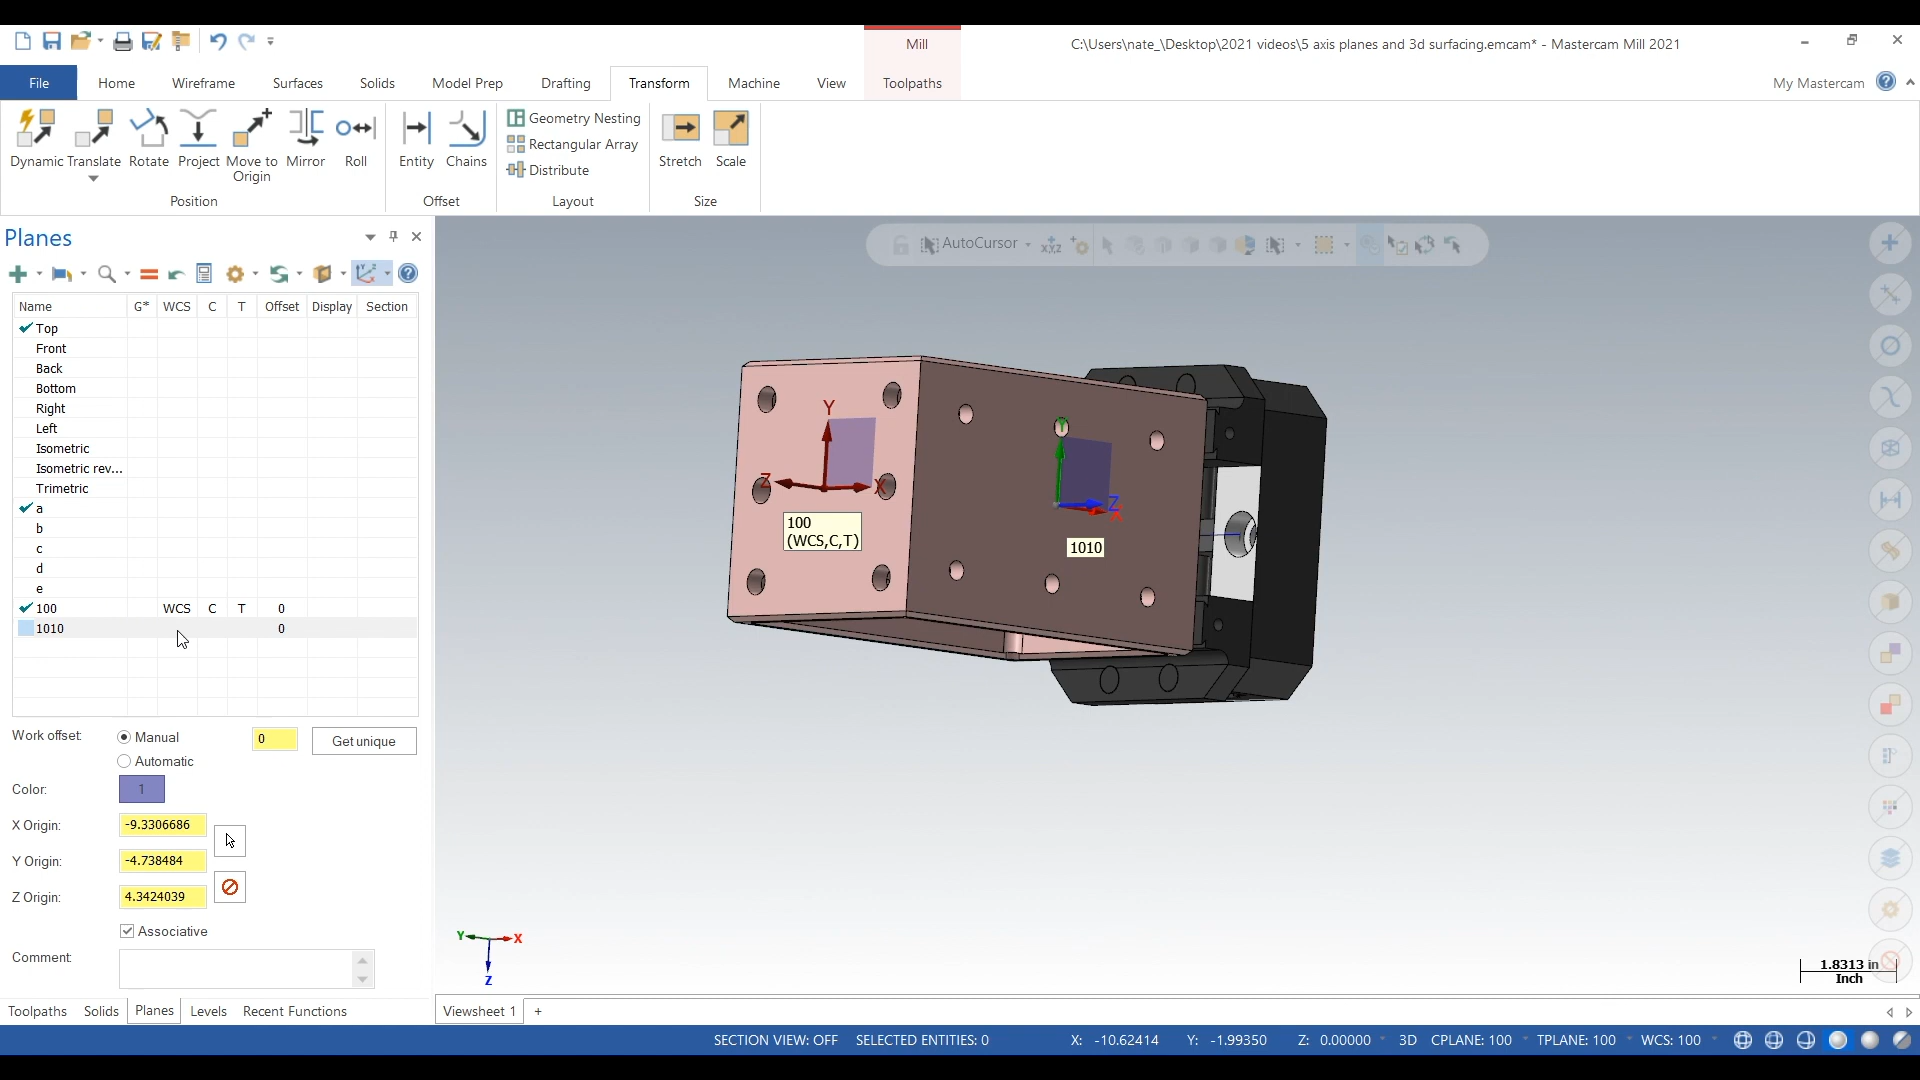 Mill
C:\Users\nate_\Desktop\2021 videos\5 axis planes and 3d surfacing.emcam* - Mastercam Mill 2021
File Home Wireframe Surfaces Solids Model Prep Drafting Transform Machine View Toolpaths My Mastercam
Dynamic Translate Rotate Project Move to Origin Mirror Roll
Position
Entity Chains
Offset
Geometry Nesting
Rectangular Array
Distribute
Layout
Stretch Scale
Size
Planes
AutoCursor
Name G* WCS C T Offset Display Section
Top
Front
Back
Bottom
Right
Left
Isometric
Isometric rev...
Trimetric
a
b
c
d
e
100 WCS C T 0
1010 0
Work offset: Manual 0 Get unique
Automatic
Color: 1
X Origin: -9.3306686
Y Origin: -4.738484
Z Origin: 4.3424039
Associative
Comment:
Toolpaths Solids Planes Levels Recent Functions
Y
Z X
100
(WCS,C,T)
Y
Z
X
1010
Y X
Z
1.8313 in
Inch
Viewsheet 1 +
SECTION VIEW: OFF SELECTED ENTITIES: 0 X: -10.62414 Y: -1.99350 Z: 0.00000 3D CPLANE: 100 TPLANE: 100 WCS: 100